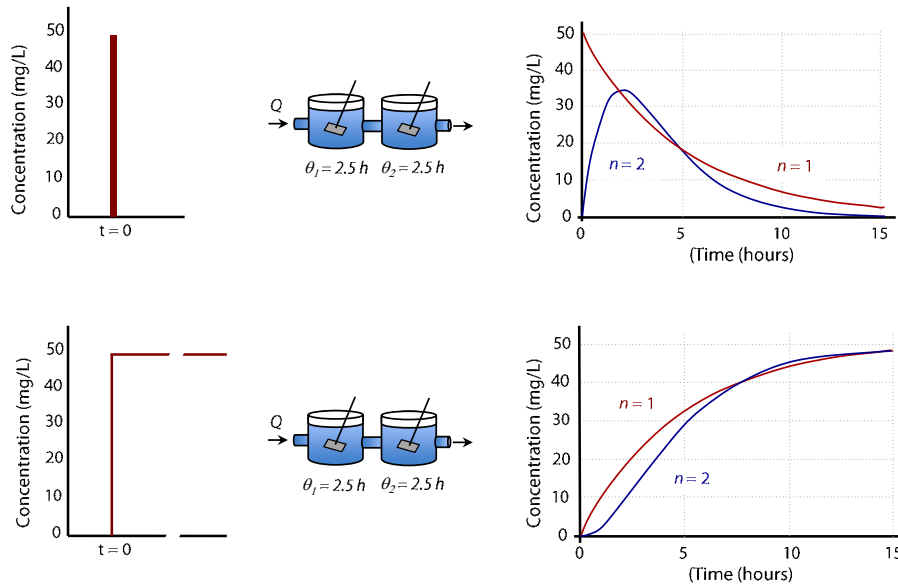 Concentration (mg/L)
50
40
30
20
10
0
t = 0
Q
θ1 = 2.5 h
θ2 = 2.5 h
Concentration (mg/L)
50
40
30
20
10
0
n = 2
n = 1
0
5
10
15
(Time (hours)
Concentration (mg/L)
50
40
30
20
10
0
t = 0
Q
θ1 = 2.5 h
θ2 = 2.5 h
Concentration (mg/L)
50
40
30
20
10
0
n = 1
n = 2
0
5
10
15
(Time (hours)